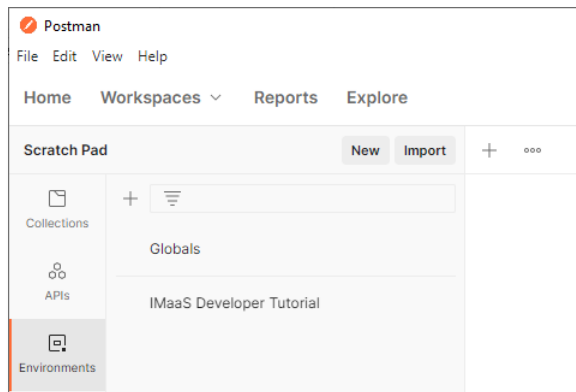 Postman
File Edit View Help
Home Workspaces Reports Explore
Scratch Pad New Import
Collections
Globals
APIs
IMaaS Developer Tutorial
Environments